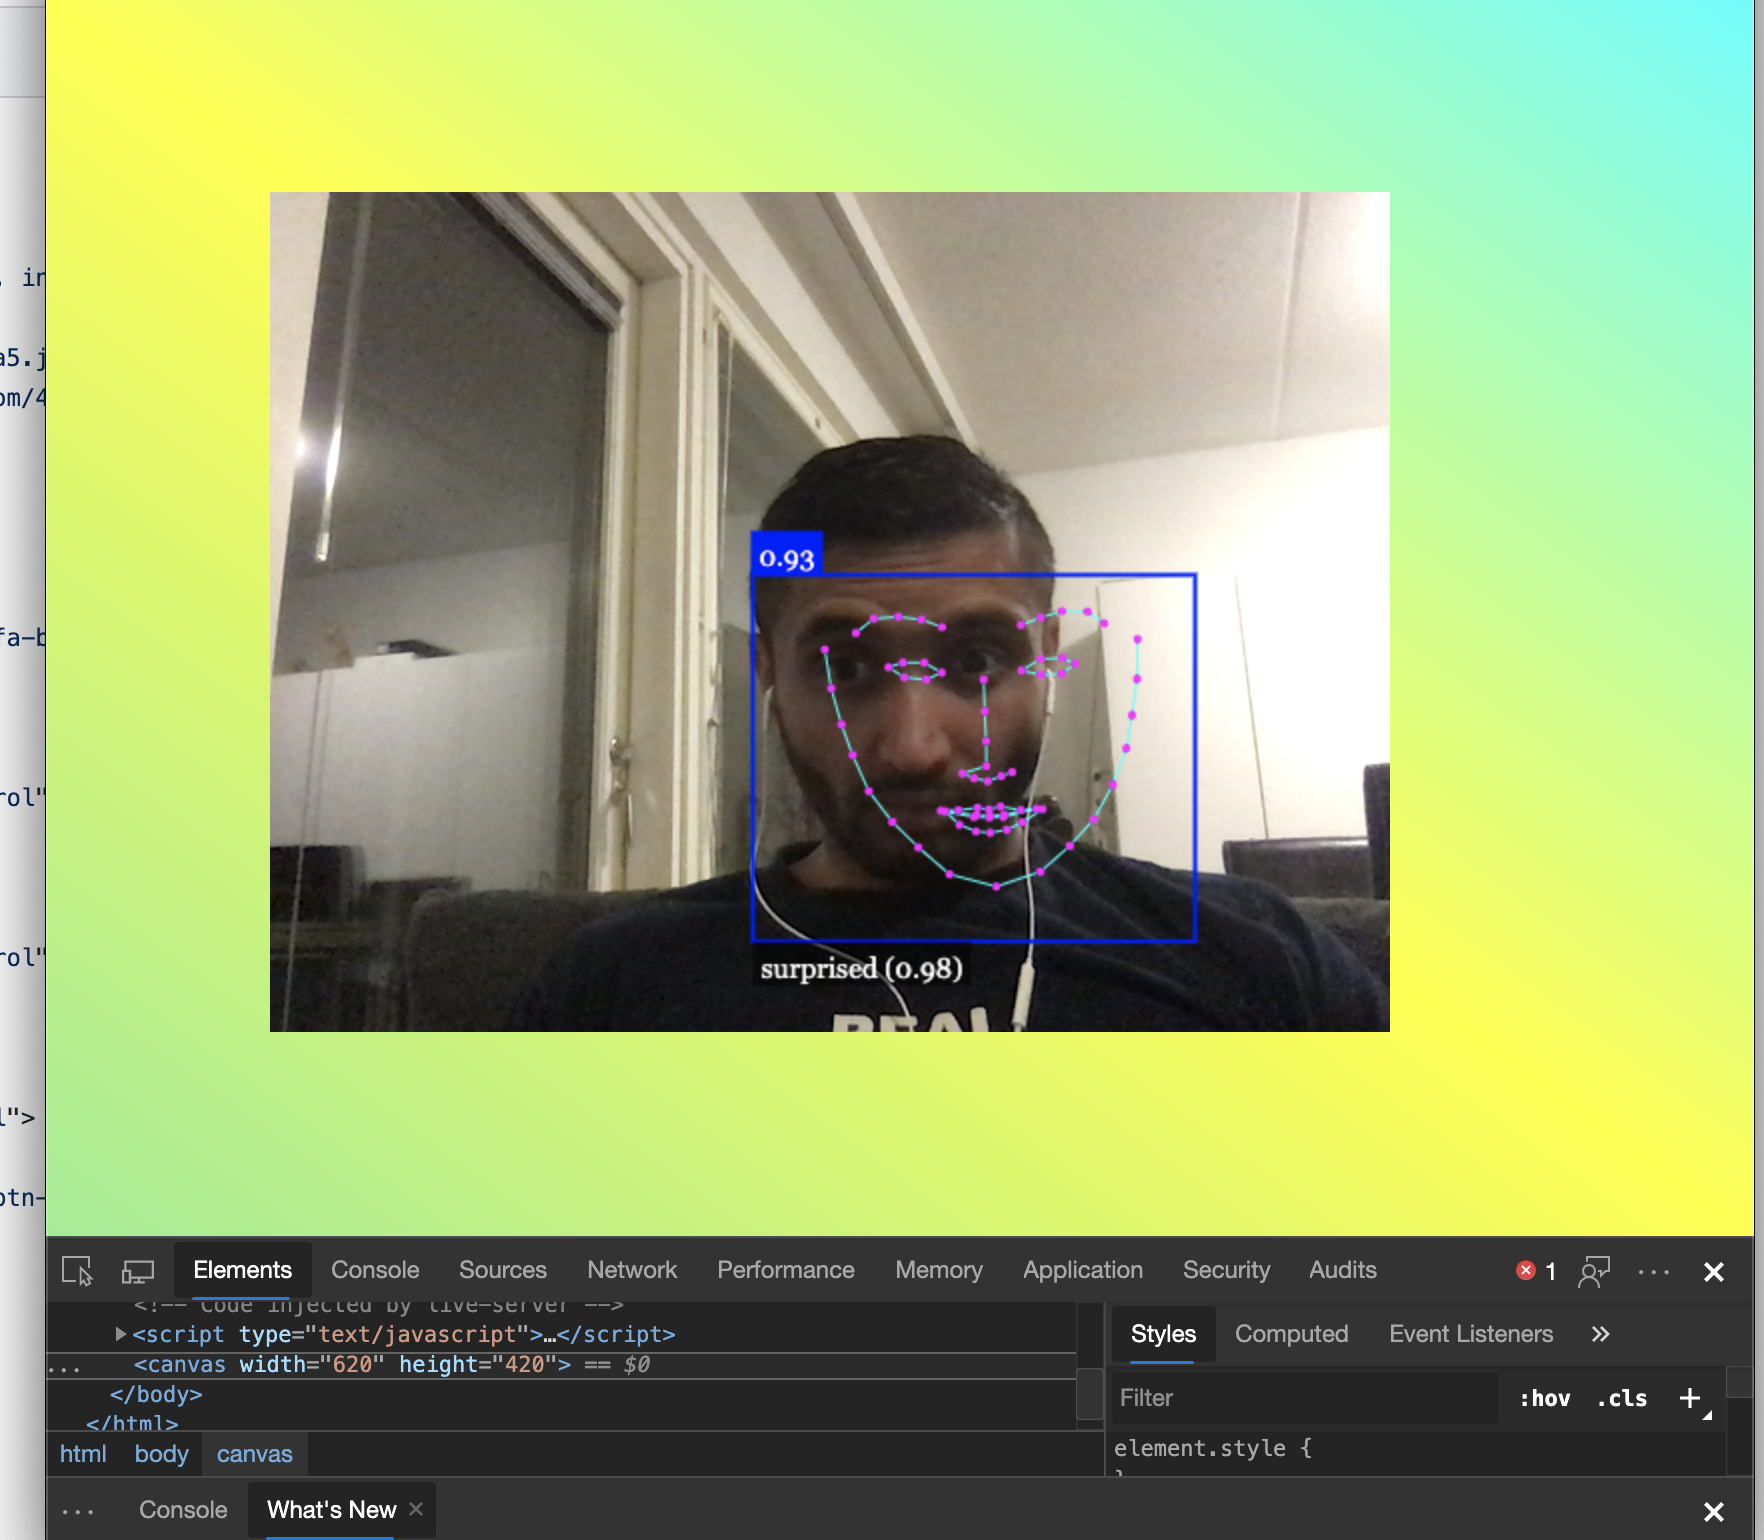 in
a5.j
om/4
fa-b
rol"
rol"
l">
otn-
0.93
surprised (0.98)
REAL
Elements Console Sources Network Performance Memory Application Security Audits 1
<!-- Code injected by live-server -->
<script type="text/javascript">…</script>
... <canvas width="620" height="420"> == $0
</body>
</html>
html body canvas
Styles Computed Event Listeners »
Filter :hov .cls +
element.style {
}
... Console What's New ×